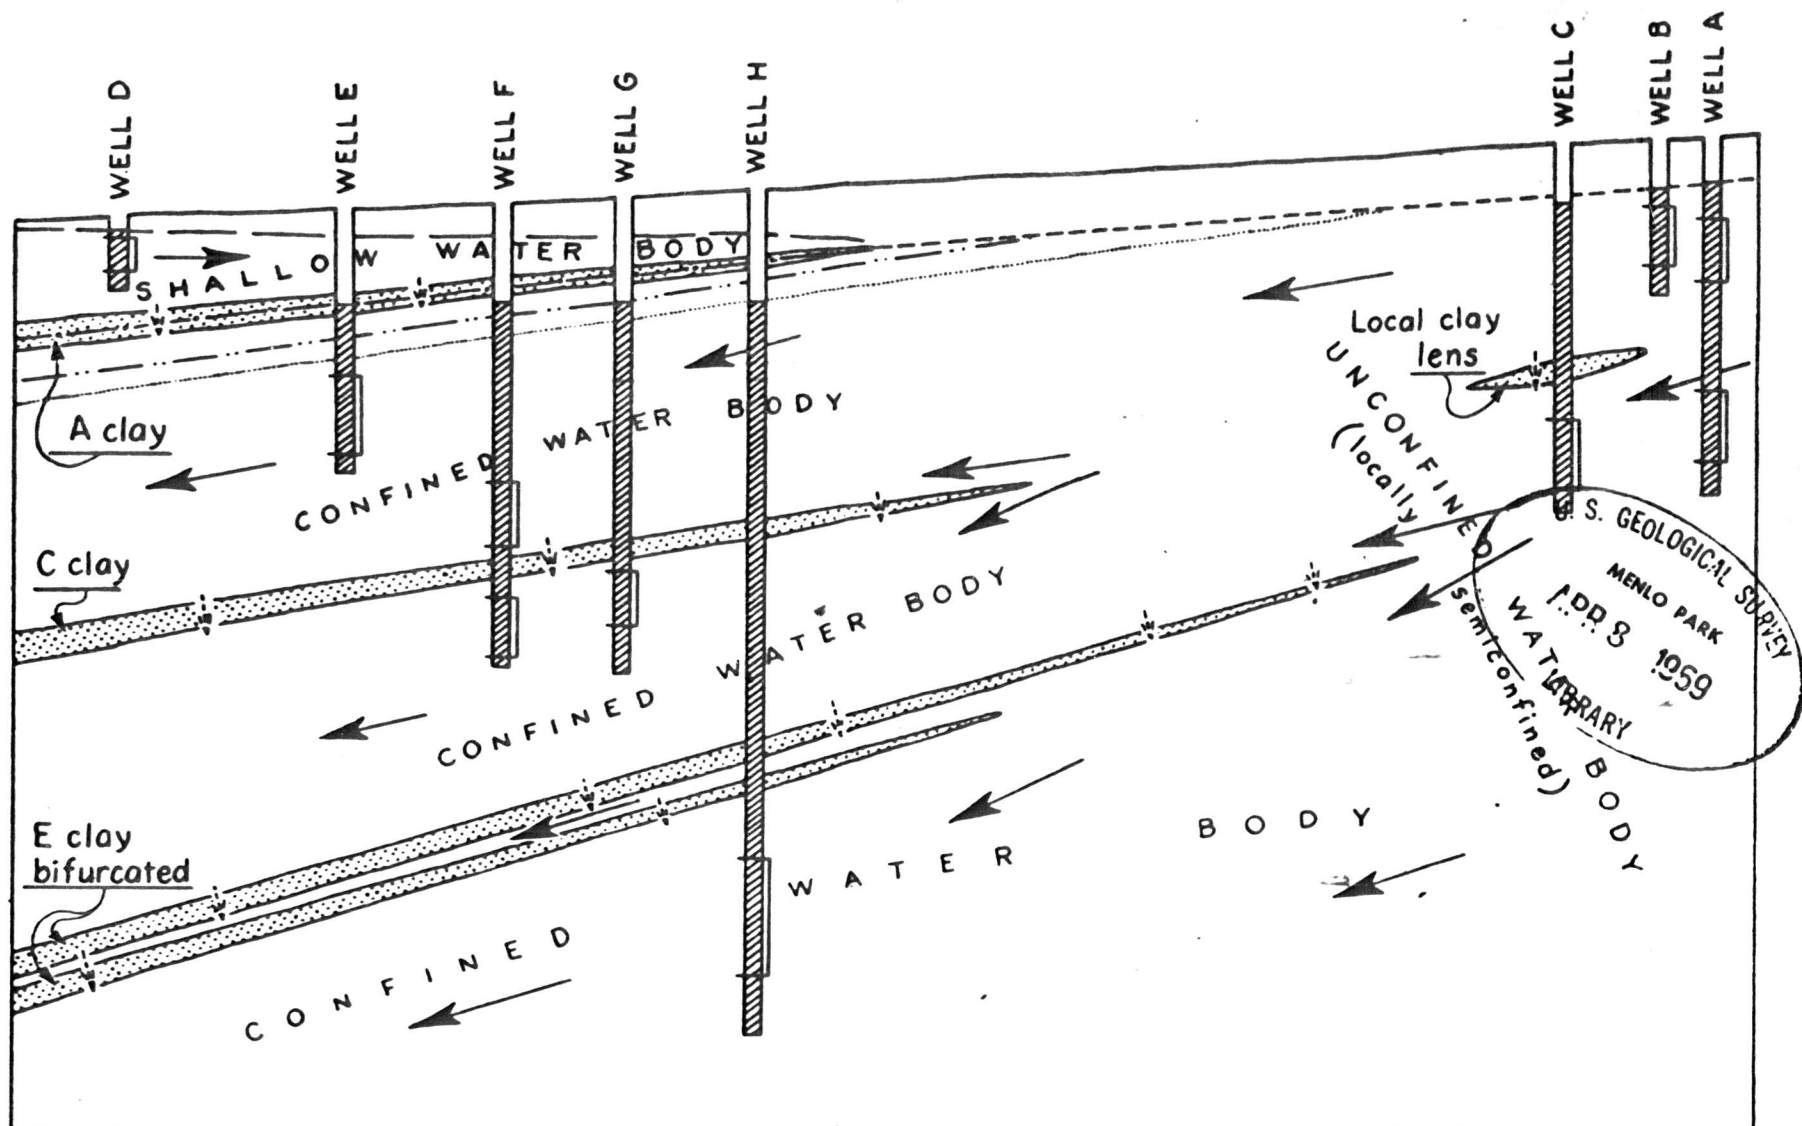 WELL D
WELL E
WELL F
WELL G
WELL H
WELL C
WELL B
WELL A
SHALLOW WATER BODY
A clay
CONFINED WATER BODY
Local clay
lens
UNCONFINED WATER BODY
(locally semiconfined)
C clay
CONFINED WATER BODY
E clay
bifurcated
CONFINED WATER BODY
U. S. GEOLOGICAL SURVEY
MENLO PARK
APR 8 1959
LIBRARY